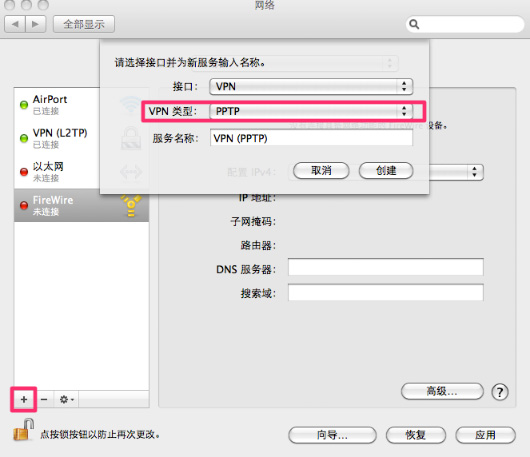 网络
全部显示
请选择接口并为新服务输入名称。
接口： VPN
VPN 类型： PPTP
服务名称： VPN (PPTP)
取消 创建
AirPort
已连接
VPN (L2TP)
已连接
以太网
未连接
FireWire
未连接
设备。
配置 IPv4：
IP 地址：
子网掩码：
路由器：
DNS 服务器：
搜索域：
高级... ?
+ −
点按锁按钮以防止再次更改。
向导... 恢复 应用